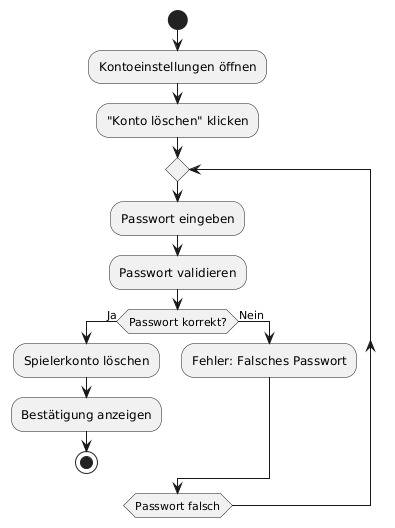 Kontoeinstellungen öffnen
"Konto löschen" klicken
Passwort eingeben
Passwort validieren
Ja
Passwort korrekt?
Nein
Spielerkonto löschen
Fehler: Falsches Passwort
Bestätigung anzeigen
Passwort falsch